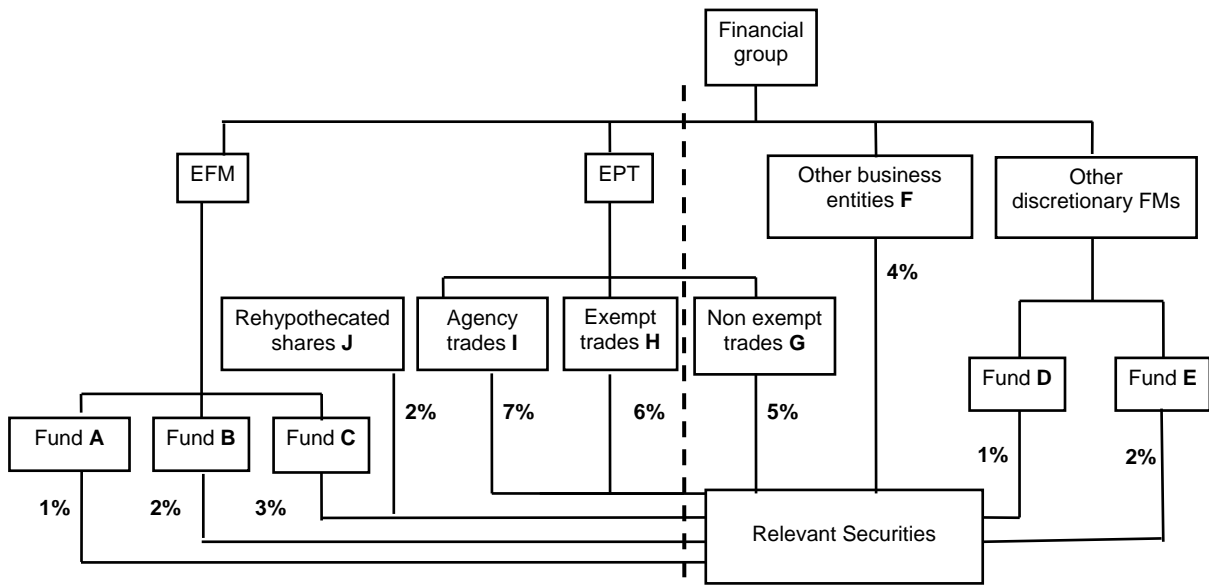 Financial
group
EFM
EPT
Other business
entities F
Other
discretionary FMs
4%
Rehypothecated
shares J
Agency
trades I
Exempt
trades H
Non exempt
trades G
Fund D
Fund E
2%
7%
6%
5%
Fund A
Fund B
Fund C
1%
2%
1%
2%
3%
Relevant Securities